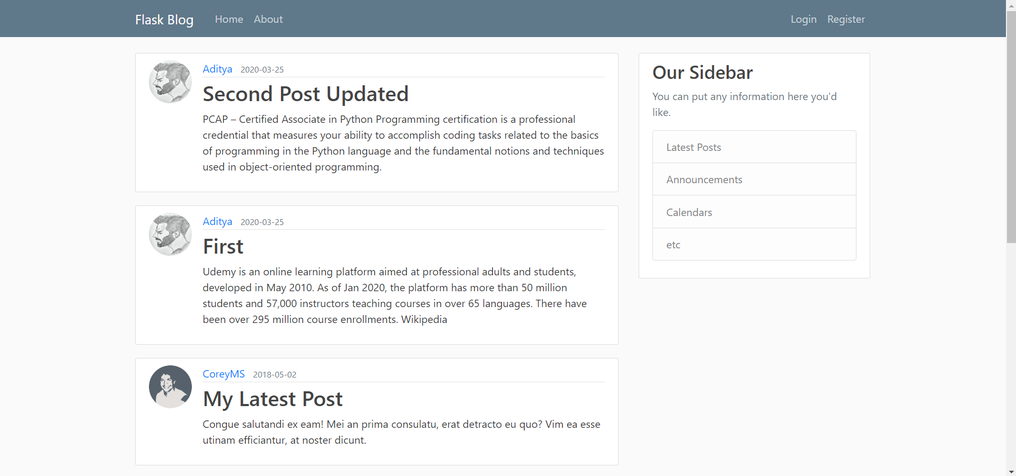 Flask Blog Home About Login Register
Aditya 2020-03-25
Second Post Updated
PCAP – Certified Associate in Python Programming certification is a professional
credential that measures your ability to accomplish coding tasks related to the basics
of programming in the Python language and the fundamental notions and techniques
used in object-oriented programming.
Aditya 2020-03-25
First
Udemy is an online learning platform aimed at professional adults and students,
developed in May 2010. As of Jan 2020, the platform has more than 50 million
students and 57,000 instructors teaching courses in over 65 languages. There have
been over 295 million course enrollments. Wikipedia
CoreyMS 2018-05-02
My Latest Post
Congue salutandi ex eam! Mei an prima consulatu, erat detracto eu quo? Vim ea esse
utinam efficiantur, at noster dicunt.
Our Sidebar
You can put any information here you'd
like.
Latest Posts
Announcements
Calendars
etc